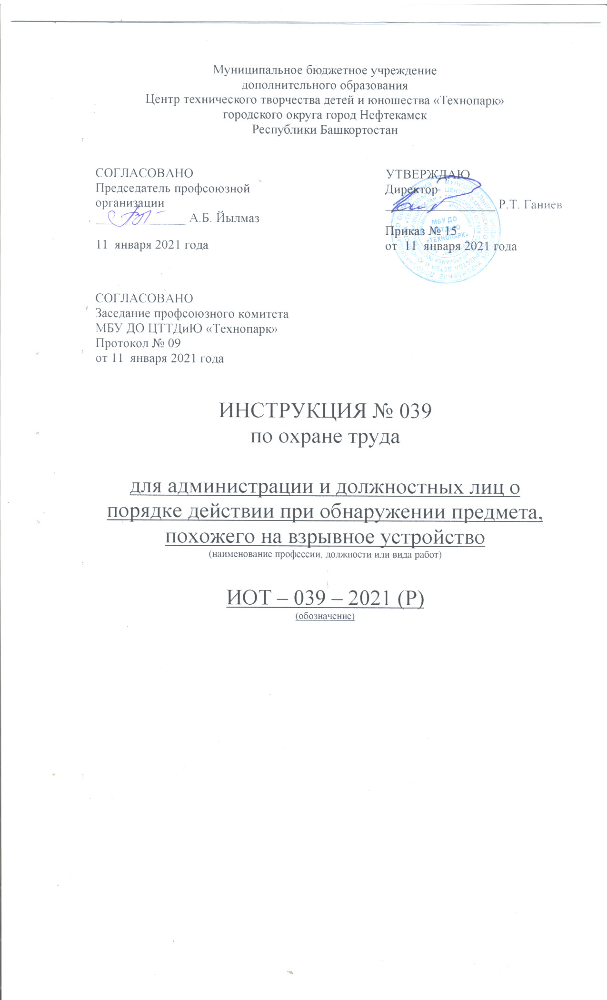 Муниципальное бюджетное учреждение
дополнительного образования
Центр технического творчества детей и юношества «Технопарк»
городского округа город Нефтекамск
Республики Башкортостан
СОГЛАСОВАНО
Председатель профсоюзной
организации
А.Б. Йылмаз
11 января 2021 года
УТВЕРЖДАЮ
Директор
Р.Т. Ганиев
Приказ № 15
от 11 января 2021 года
МБУ ДО
«ТЕХНОПАРК»
СОГЛАСОВАНО
Заседание профсоюзного комитета
МБУ ДО ЦТТДиЮ «Технопарк»
Протокол № 09
от 11 января 2021 года
ИНСТРУКЦИЯ № 039
по охране труда
для администрации и должностных лиц о
порядке действии при обнаружении предмета,
похожего на взрывное устройство
(наименование профессии, должности или вида работ)
ИОТ – 039 – 2021 (Р)
(обозначение)